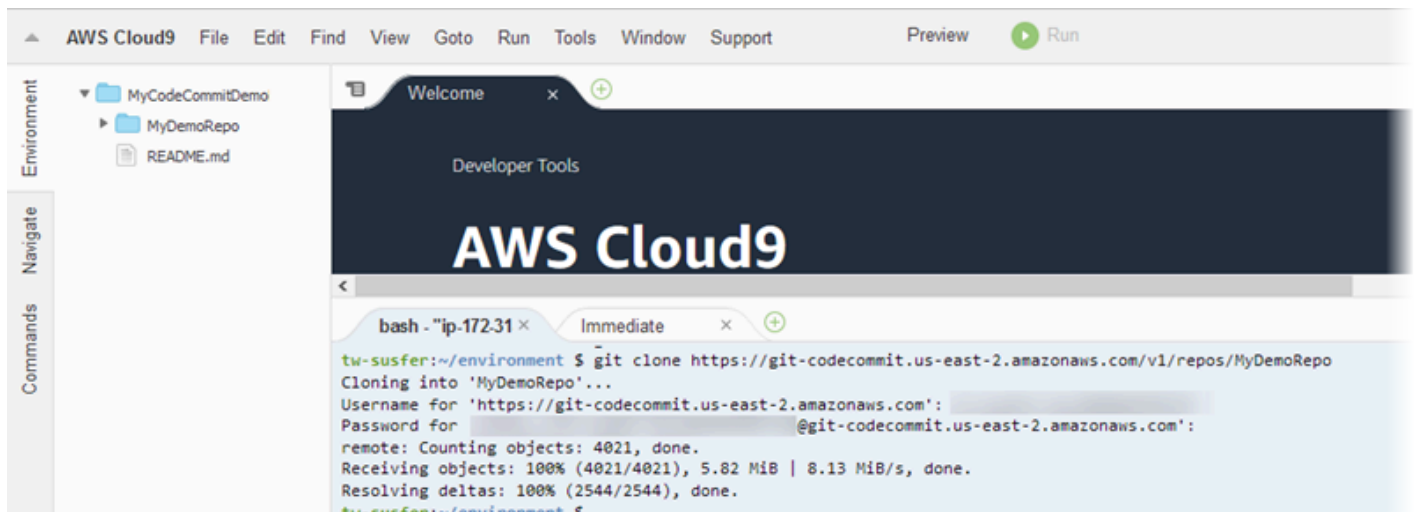 AWS Cloud9 File Edit Find View Goto Run Tools Window Support Preview Run
Environment
Navigate
Commands
MyCodeCommitDemo
MyDemoRepo
README.md
Welcome
Developer Tools
AWS Cloud9
bash - "ip-172-31 Immediate
tw-susfer:~/environment $ git clone https://git-codecommit.us-east-2.amazonaws.com/v1/repos/MyDemoRepo
Cloning into 'MyDemoRepo'...
Username for 'https://git-codecommit.us-east-2.amazonaws.com':
Password for @git-codecommit.us-east-2.amazonaws.com':
remote: Counting objects: 4021, done.
Receiving objects: 100% (4021/4021), 5.82 MiB | 8.13 MiB/s, done.
Resolving deltas: 100% (2544/2544), done.
tw-susfer:~/environment $